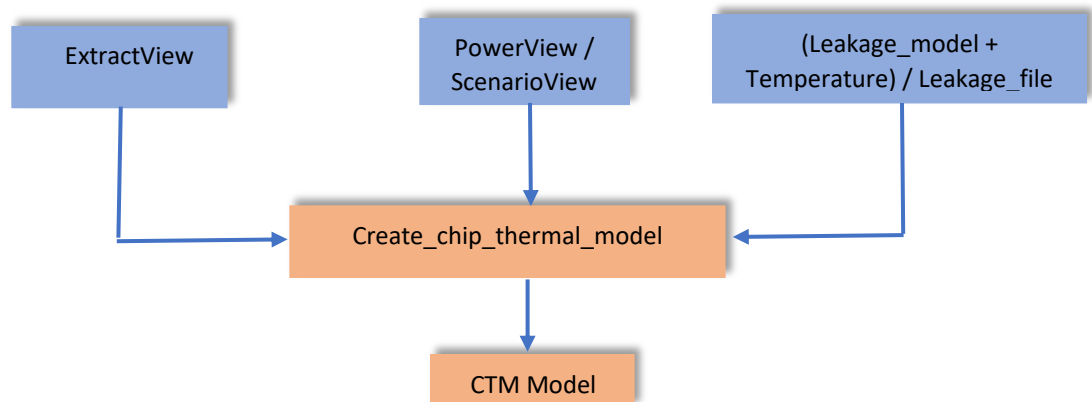 ExtractView
PowerView /
ScenarioView
(Leakage_model +
Temperature) / Leakage_file
Create_chip_thermal_model
CTM Model